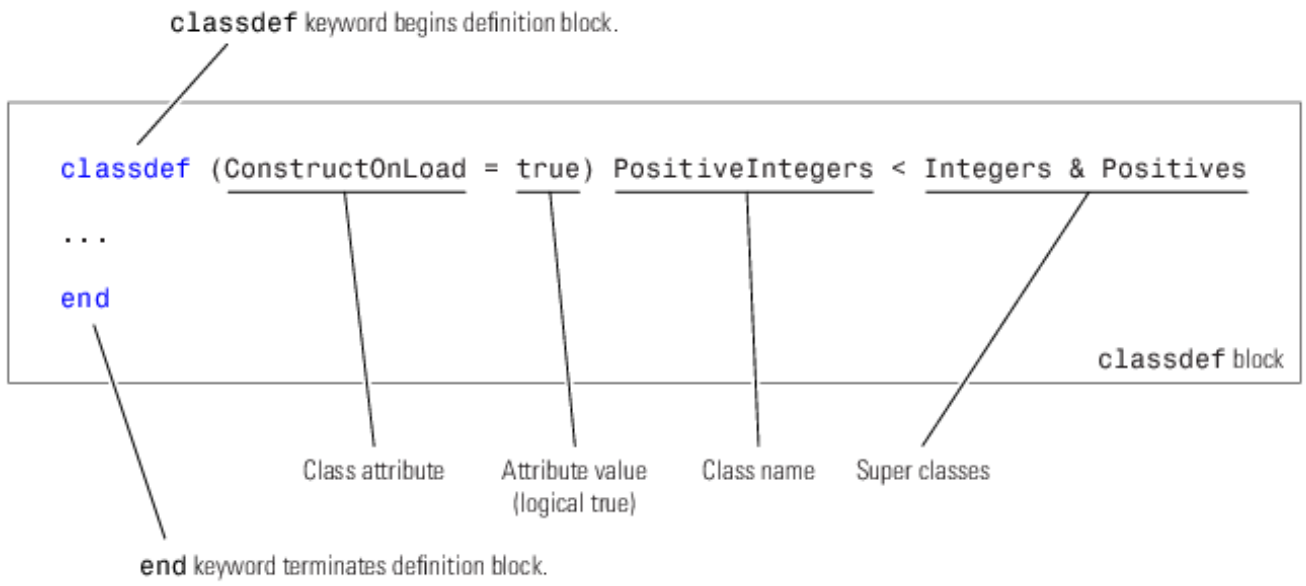 classdef keyword begins definition block.
classdef (ConstructOnLoad = true) PositiveIntegers < Integers & Positives
...
end
classdef block
Class attribute
Attribute value
(logical true)
Class name
Super classes
end keyword terminates definition block.